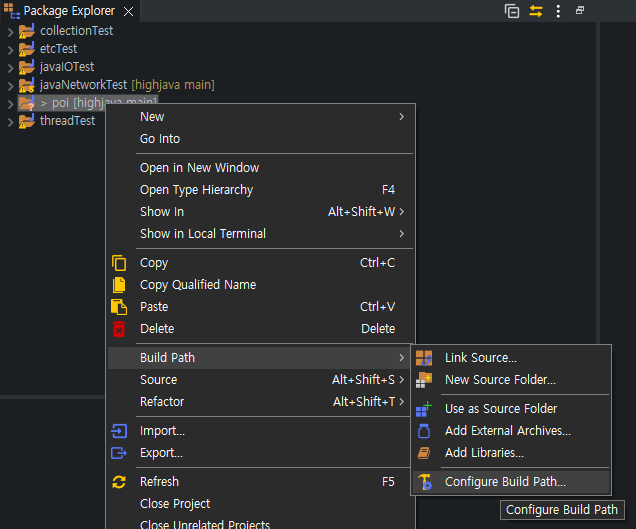 Package Explorer
collectionTest
etcTest
javaIOTest
javaNetworkTest [highjava main]
> poi [highjava main]
threadTest
New
Go Into
Open in New Window
Open Type Hierarchy F4
Show In Alt+Shift+W
Show in Local Terminal
Copy Ctrl+C
Copy Qualified Name
Paste Ctrl+V
Delete Delete
Build Path
Source Alt+Shift+S
Refactor Alt+Shift+T
Import...
Export...
Refresh F5
Close Project
Close Unrelated Projects
Link Source...
New Source Folder...
Use as Source Folder
Add External Archives...
Add Libraries...
Configure Build Path...
Configure Build Path